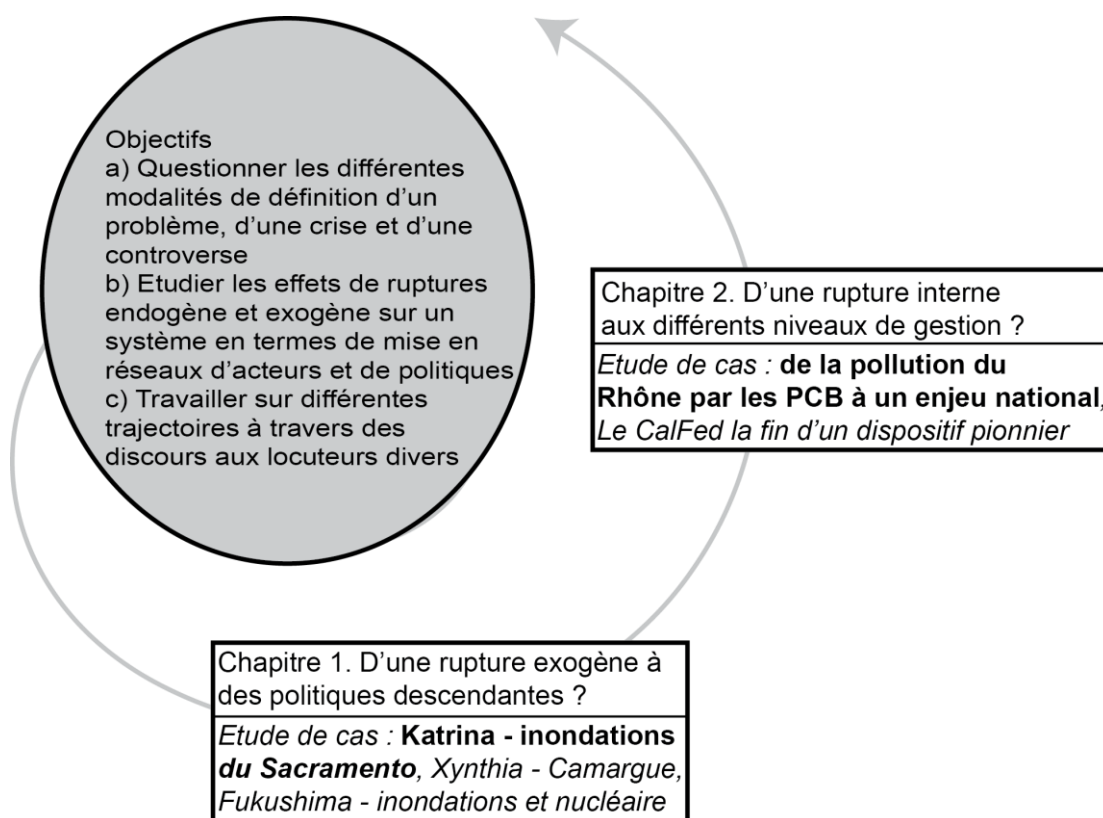 Objectifs
a) Questionner les différentes
modalités de définition d'un
problème, d'une crise et d'une
controverse
b) Etudier les effets de ruptures
endogène et exogène sur un
système en termes de mise en
réseaux d'acteurs et de politiques
c) Travailler sur différentes
trajectoires à travers des
discours aux locuteurs divers
Chapitre 2. D'une rupture interne
aux différents niveaux de gestion ?
Etude de cas : de la pollution du
Rhône par les PCB à un enjeu national,
Le CalFed la fin d'un dispositif pionnier
Chapitre 1. D'une rupture exogène à
des politiques descendantes ?
Etude de cas : Katrina - inondations
du Sacramento, Xynthia - Camargue,
Fukushima - inondations et nucléaire